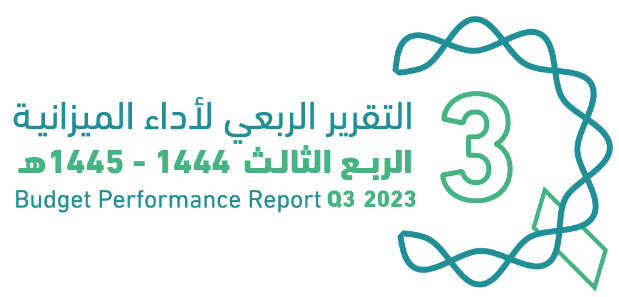 التقرير الربعي لأداء الميزانية
الربع الثالث 1444 - 1445هـ
Budget Performance Report Q3 2023
3